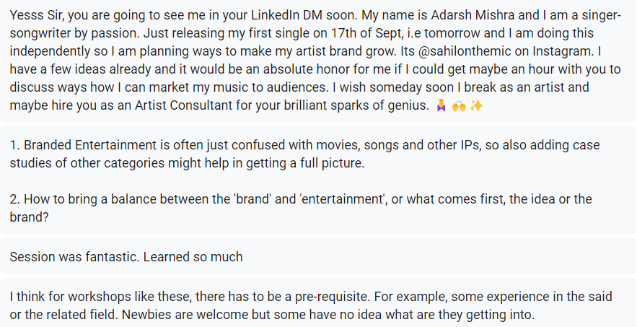 Yesss Sir, you are going to see me in your LinkedIn DM soon. My name is Adarsh Mishra and I am a singer-
songwriter by passion. Just releasing my first single on 17th of Sept, i.e tomorrow and I am doing this
independently so I am planning ways to make my artist brand grow. Its @sahilonthemic on Instagram. I
have a few ideas already and it would be an absolute honor for me if I could get maybe an hour with you to
discuss ways how I can market my music to audiences. I wish someday soon I break as an artist and
maybe hire you as an Artist Consultant for your brilliant sparks of genius.
1. Branded Entertainment is often just confused with movies, songs and other IPs, so also adding case
studies of other categories might help in getting a full picture.
2. How to bring a balance between the 'brand' and 'entertainment', or what comes first, the idea or the
brand?
Session was fantastic. Learned so much
I think for workshops like these, there has to be a pre-requisite. For example, some experience in the said
or the related field. Newbies are welcome but some have no idea what are they getting into.